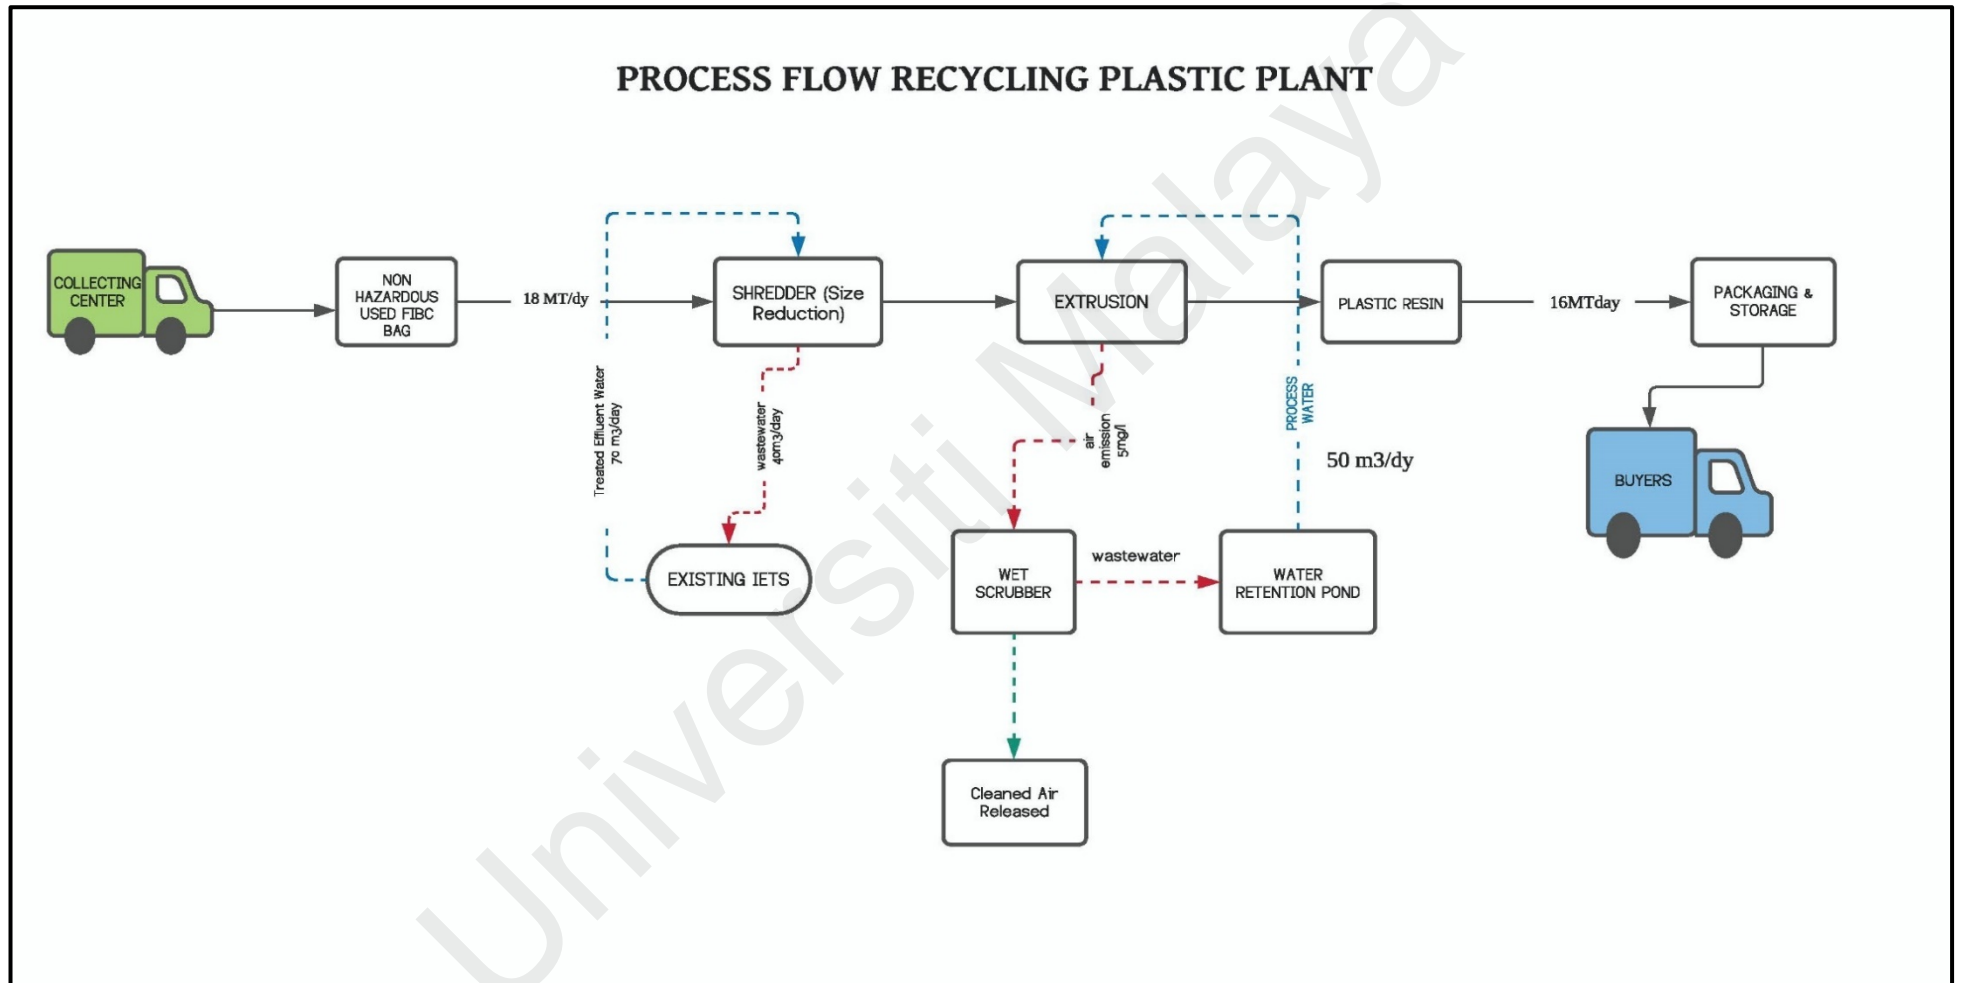 PROCESS FLOW RECYCLING PLASTIC PLANT
COLLECTING
CENTER
NON
HAZARDOUS
USED FIBC
BAG
18 MT/dy
SHREDDER (Size
Reduction)
EXTRUSION
PLASTIC RESIN
16MTday
PACKAGING &
STORAGE
BUYERS
Treated Effluent Water
70 m3/day
wastewater
40m3/day
EXISTING IETS
air
emission
5mg/l
WET
SCRUBBER
wastewater
WATER
RETENTION POND
PROCESS
WATER
50 m3/dy
Cleaned Air
Released
Universiti Malaya